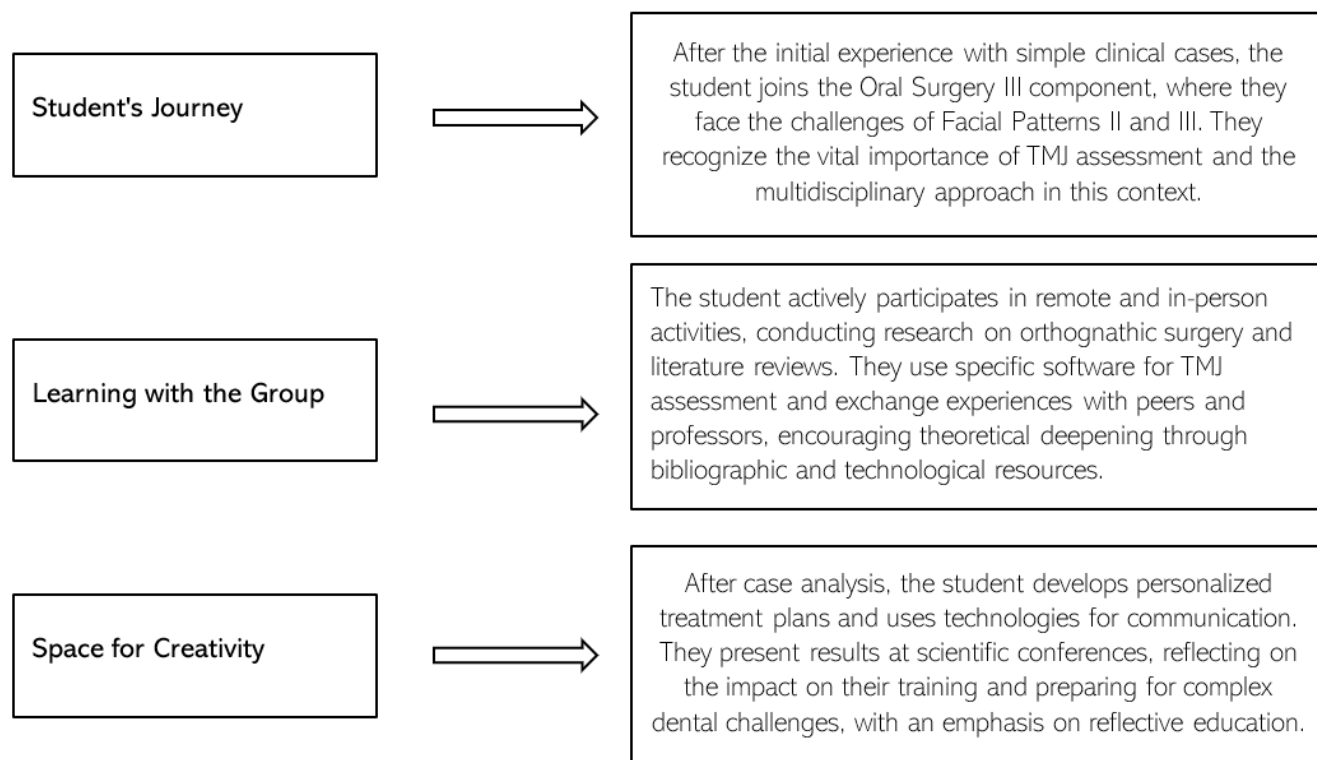 Student's Journey
After the initial experience with simple clinical cases, the
student joins the Oral Surgery III component, where they
face the challenges of Facial Patterns II and III. They
recognize the vital importance of TMJ assessment and the
multidisciplinary approach in this context.
Learning with the Group
The student actively participates in remote and in-person
activities, conducting research on orthognathic surgery and
literature reviews. They use specific software for TMJ
assessment and exchange experiences with peers and
professors, encouraging theoretical deepening through
bibliographic and technological resources.
Space for Creativity
After case analysis, the student develops personalized
treatment plans and uses technologies for communication.
They present results at scientific conferences, reflecting on
the impact on their training and preparing for complex
dental challenges, with an emphasis on reflective education.